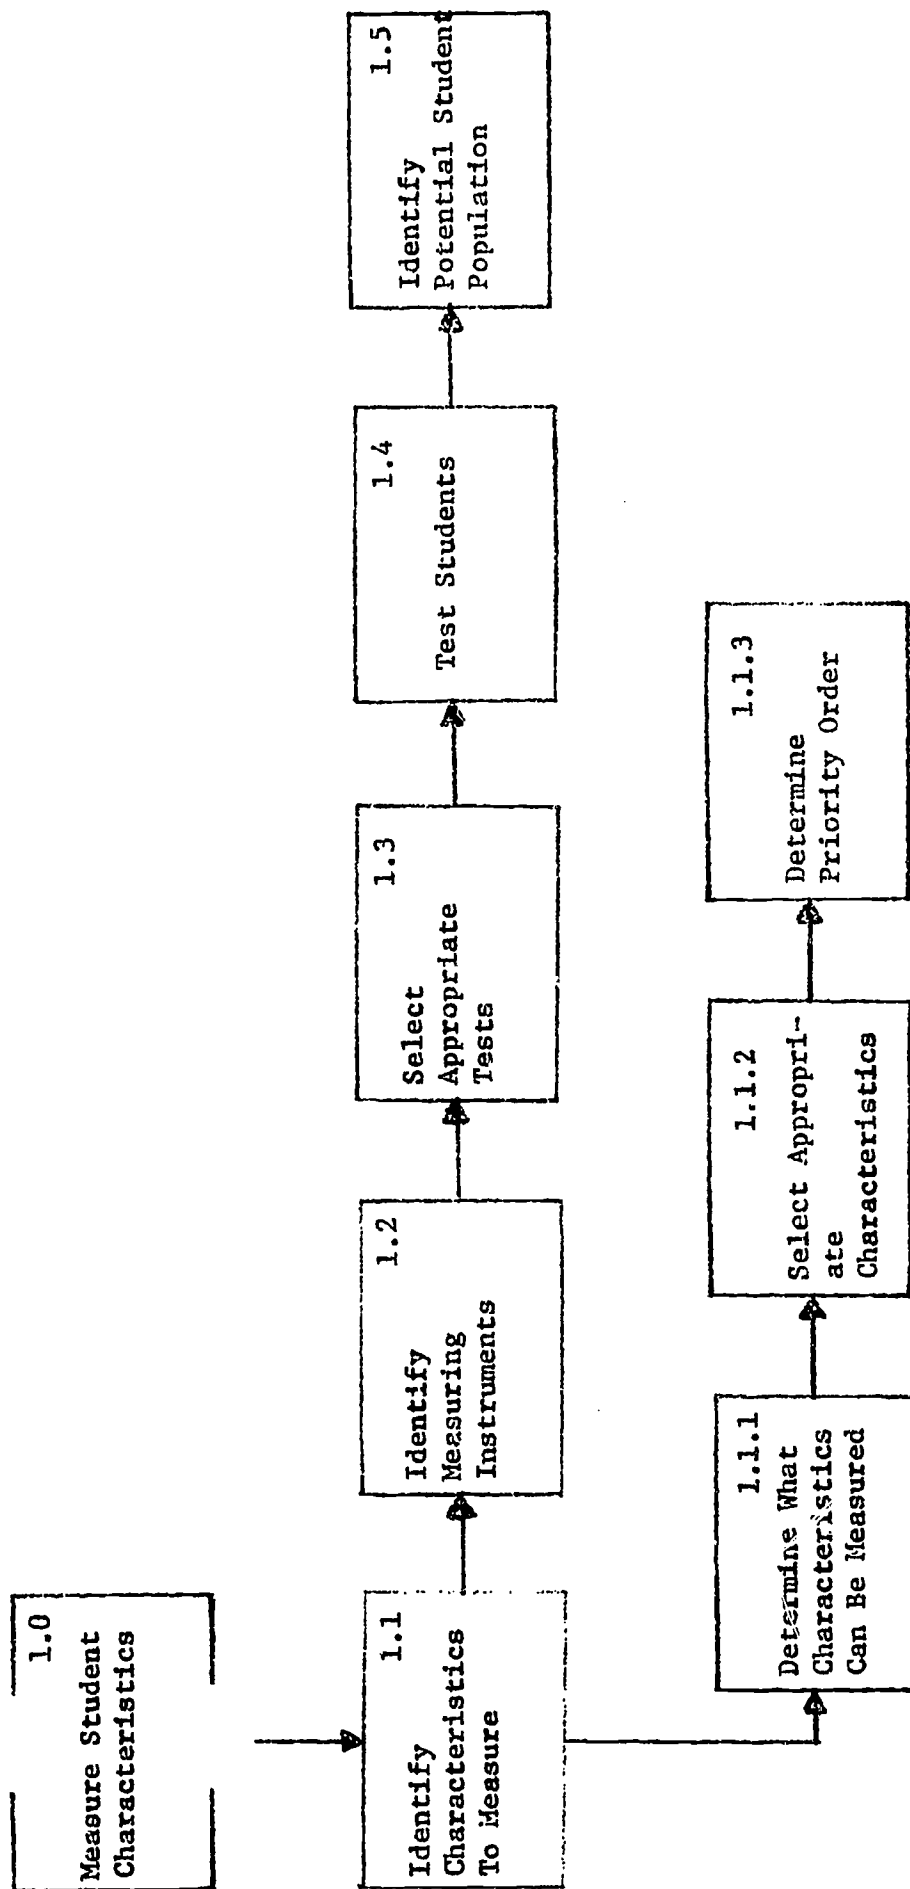 1.0
Measure Student
Characteristics
1.1
Identify
Characteristics
To Measure
1.2
Identify
Measuring
Instruments
1.3
Select
Appropriate
Tests
1.4
Test Students
1.5
Identify
Potential Student
Population
1.1.1
Determine What
Characteristics
Can Be Measured
1.1.2
Select Appropri-
ate
Characteristics
1.1.3
Determine
Priority Order